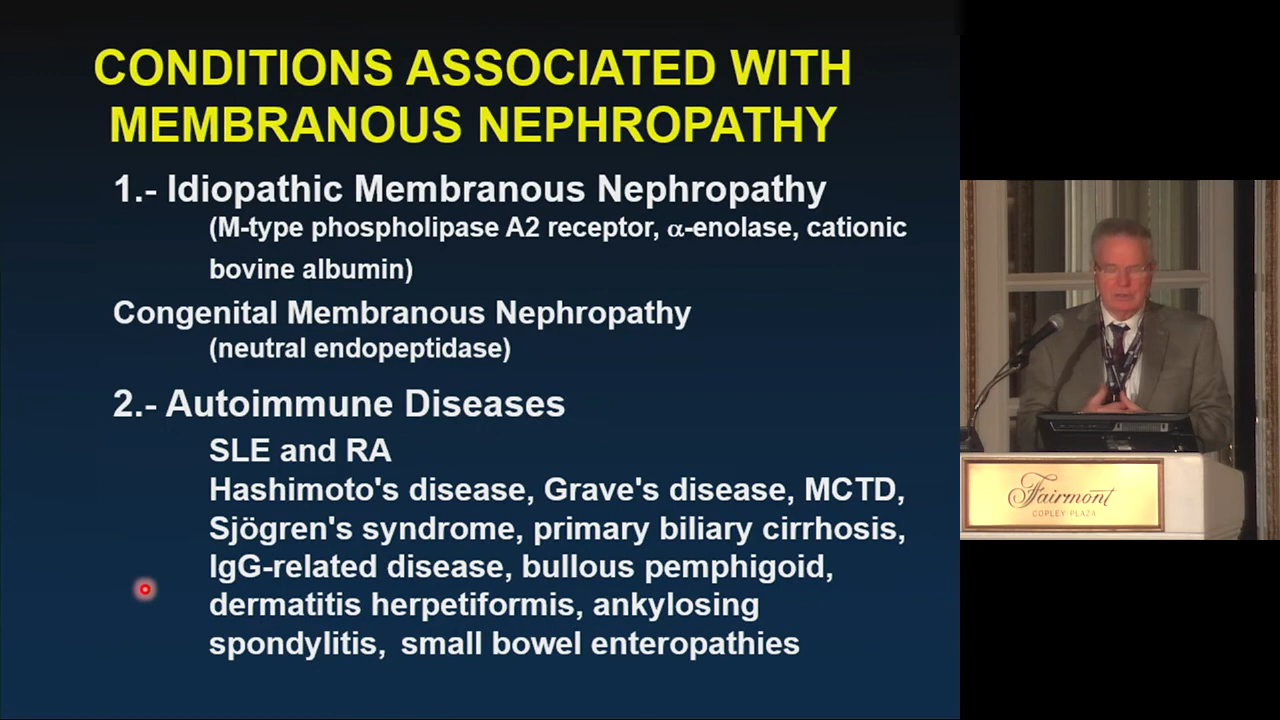 CONDITIONS ASSOCIATED WITH
MEMBRANOUS NEPHROPATHY
1.- Idiopathic Membranous Nephropathy
(M-type phospholipase A2 receptor, α-enolase, cationic
bovine albumin)
Congenital Membranous Nephropathy
(neutral endopeptidase)
2.- Autoimmune Diseases
SLE and RA
Hashimoto's disease, Grave's disease, MCTD,
Sjögren's syndrome, primary biliary cirrhosis,
IgG-related disease, bullous pemphigoid,
dermatitis herpetiformis, ankylosing
spondylitis, small bowel enteropathies
Fairmont
COPLEY PLAZA